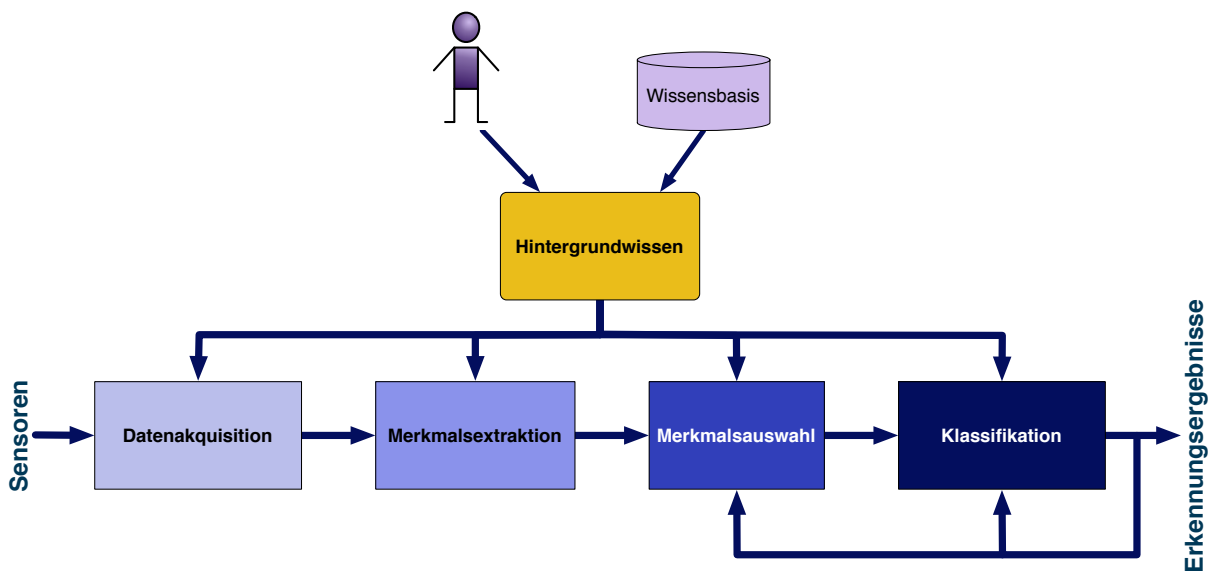 Wissensbasis
Hintergrundwissen
Sensoren
Datenakquisition
Merkmalsextraktion
Merkmalsauswahl
Klassifikation
Erkennungsergebnisse